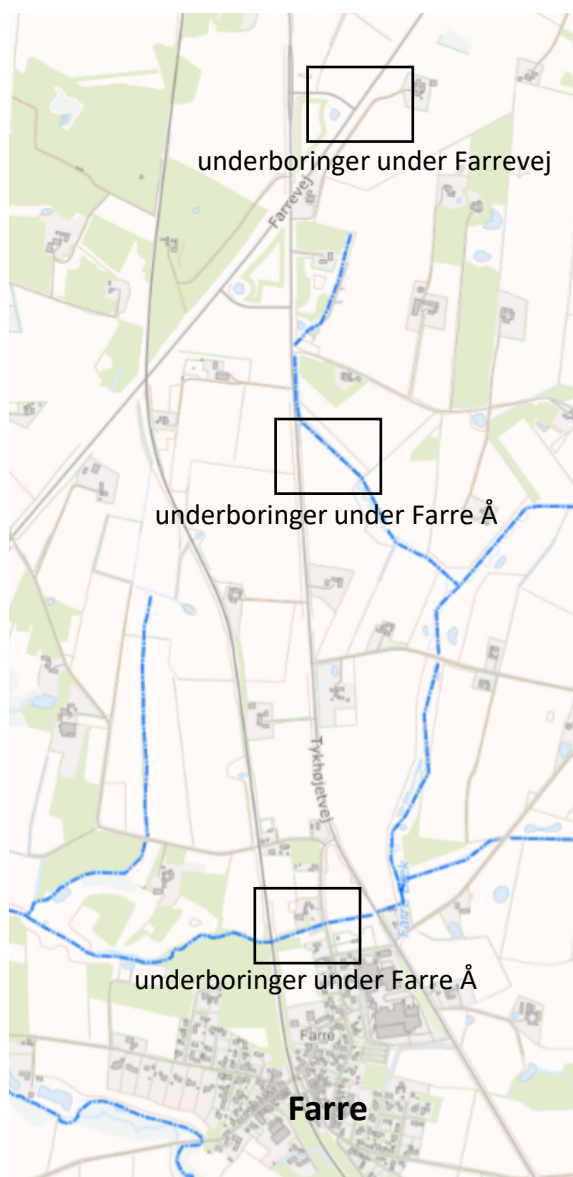 underboringer under Farrevej
Farrevej
underboringer under Farre Å
Tykhøjetvej
underboringer under Farre Å
Farre
Farre